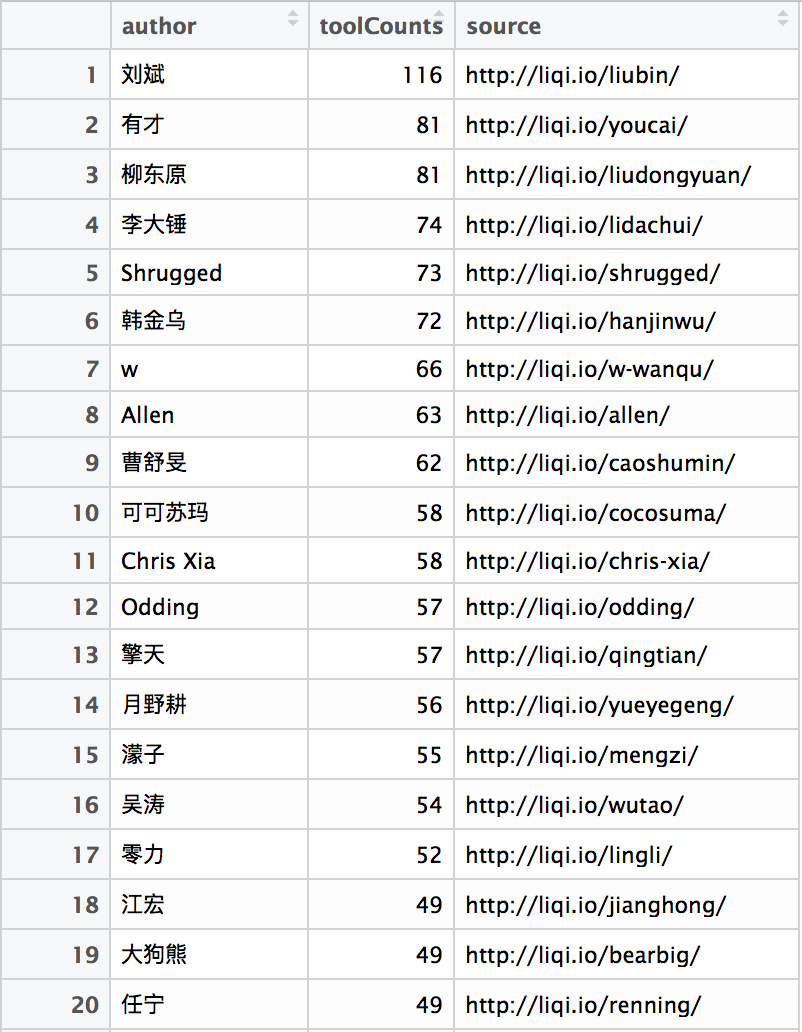 author toolCounts source
1 刘斌 116 http://liqi.io/liubin/
2 有才 81 http://liqi.io/youcai/
3 柳东原 81 http://liqi.io/liudongyuan/
4 李大锤 74 http://liqi.io/lidachui/
5 Shrugged 73 http://liqi.io/shrugged/
6 韩金乌 72 http://liqi.io/hanjinwu/
7 w 66 http://liqi.io/w-wanqu/
8 Allen 63 http://liqi.io/allen/
9 曹舒旻 62 http://liqi.io/caoshumin/
10 可可苏玛 58 http://liqi.io/cocosuma/
11 Chris Xia 58 http://liqi.io/chris-xia/
12 Odding 57 http://liqi.io/odding/
13 擎天 57 http://liqi.io/qingtian/
14 月野耕 56 http://liqi.io/yueyegeng/
15 濛子 55 http://liqi.io/mengzi/
16 吴涛 54 http://liqi.io/wutao/
17 零力 52 http://liqi.io/lingli/
18 江宏 49 http://liqi.io/jianghong/
19 大狗熊 49 http://liqi.io/bearbig/
20 任宁 49 http://liqi.io/renning/